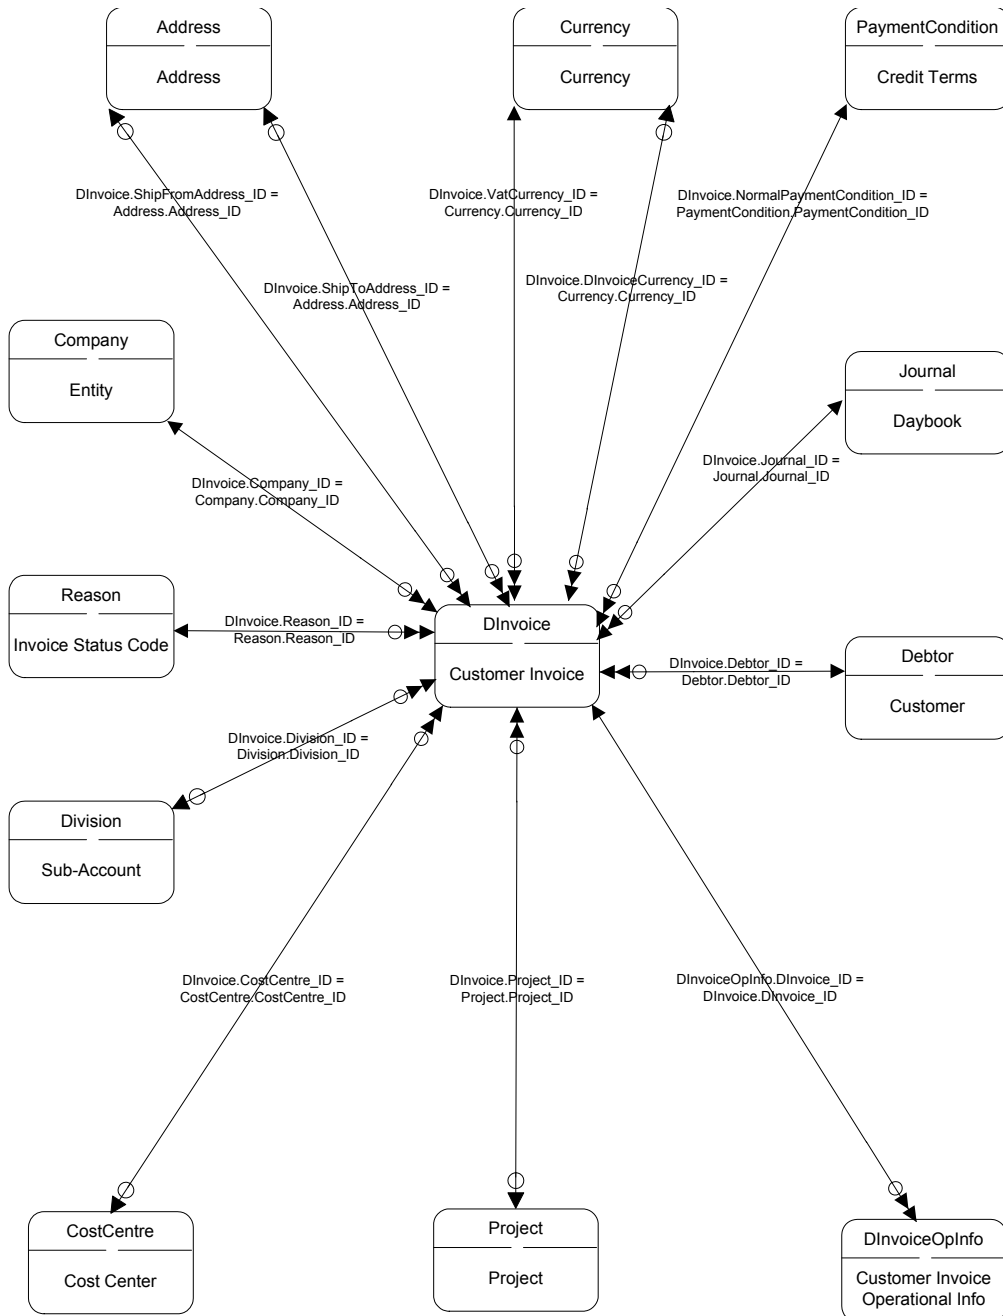 Address
Address
Currency
Currency
PaymentCondition
Credit Terms
DInvoice.ShipFromAddress_ID =
Address.Address_ID
DInvoice.VatCurrency_ID =
Currency.Currency_ID
DInvoice.NormalPaymentCondition_ID =
PaymentCondition.PaymentCondition_ID
DInvoice.ShipToAddress_ID =
Address.Address_ID
DInvoice.DInvoiceCurrency_ID =
Currency.Currency_ID
Company
Entity
Journal
Daybook
DInvoice.Company_ID =
Company.Company_ID
DInvoice.Journal_ID =
Journal.Journal_ID
Reason
Invoice Status Code
DInvoice.Reason_ID =
Reason.Reason_ID
DInvoice
Customer Invoice
DInvoice.Debtor_ID =
Debtor.Debtor_ID
Debtor
Customer
DInvoice.Division_ID =
Division.Division_ID
Division
Sub-Account
DInvoice.CostCentre_ID =
CostCentre.CostCentre_ID
DInvoice.Project_ID =
Project.Project_ID
DInvoiceOpInfo.DInvoice_ID =
DInvoice.DInvoice_ID
CostCentre
Cost Center
Project
Project
DInvoiceOpInfo
Customer Invoice
Operational Info